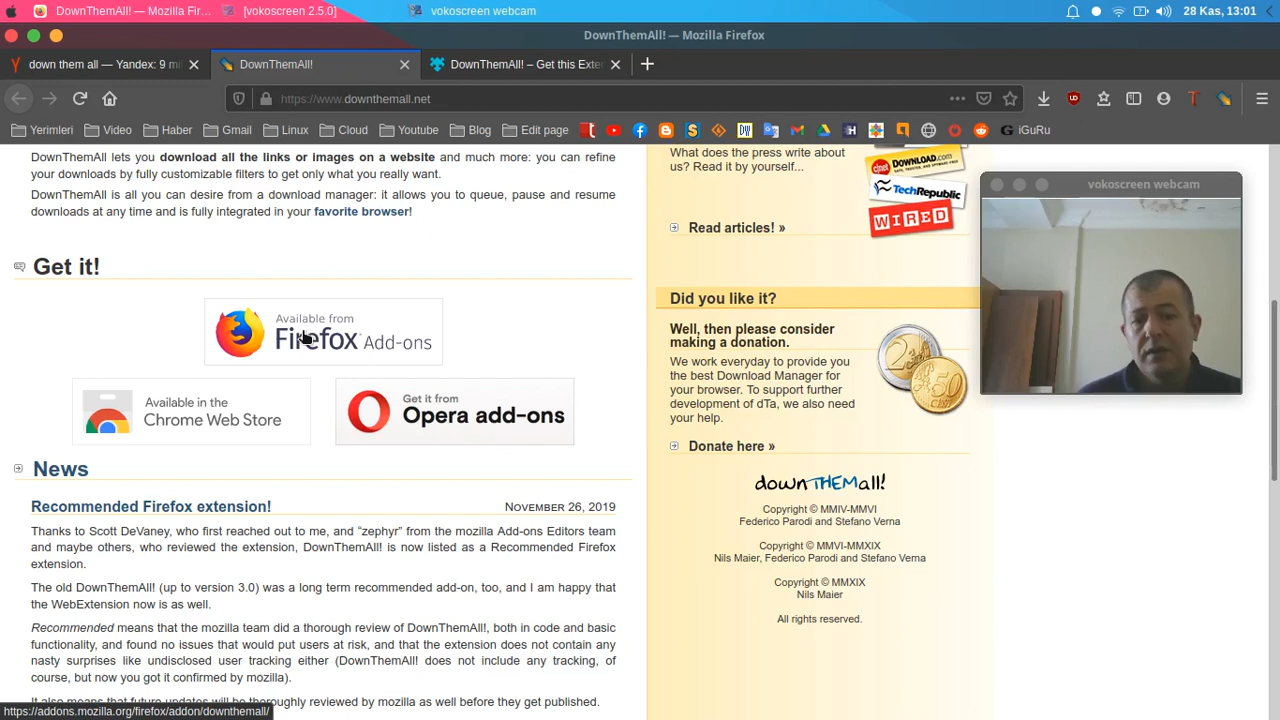 DownThemAll! — Mozilla Fir...
[vokoscreen 2.5.0]
vokoscreen webcam
28 Kas, 13:01
DownThemAll! — Mozilla Firefox
down them all — Yandex: 9 mi
DownThemAll!
DownThemAll! – Get this Exte
https://www.downthemall.net
Yerimleri
Video
Haber
Gmail
Linux
Cloud
Youtube
Blog
Edit page
iGuRu
DownThemAll lets you download all the links or images on a website and much more: you can refine
your downloads by fully customizable filters to get only what you really want.
DownThemAll is all you can desire from a download manager: it allows you to queue, pause and resume
downloads at any time and is fully integrated in your favorite browser!
Get it!
Available from
Firefox Add-ons
Available in the
Chrome Web Store
Get it from
Opera add-ons
News
Recommended Firefox extension!
November 26, 2019
Thanks to Scott DeVaney, who first reached out to me, and “zephyr” from the mozilla Add-ons Editors team
and maybe others, who reviewed the extension, DownThemAll! is now listed as a Recommended Firefox
extension.
The old DownThemAll! (up to version 3.0) was a long term recommended add-on, too, and I am happy that
the WebExtension now is as well.
Recommended means that the mozilla team did a thorough review of DownThemAll!, both in code and basic
functionality, and found no issues that would put users at risk, and that the extension does not contain any
nasty surprises like undisclosed user tracking either (DownThemAll! does not include any tracking, of
course, but now you got it confirmed by mozilla).
It also means that future updates will be thoroughly reviewed by mozilla as well before they get published.
https://addons.mozilla.org/firefox/addon/downthemall/
What does the press write about
us? Read it by yourself...
DOWNLOAD.com
TechRepublic
WIRED
Read articles! »
Did you like it?
Well, then please consider
making a donation.
We work everyday to provide you
the best Download Manager for
your browser. To support further
development of dTa, we also need
your help.
Donate here »
downTHEMall!
Copyright © MMIV-MMVI
Federico Parodi and Stefano Verna
Copyright © MMVI-MMXIX
Nils Maier, Federico Parodi and Stefano Verna
Copyright © MMXIX
Nils Maier
All rights reserved.
vokoscreen webcam